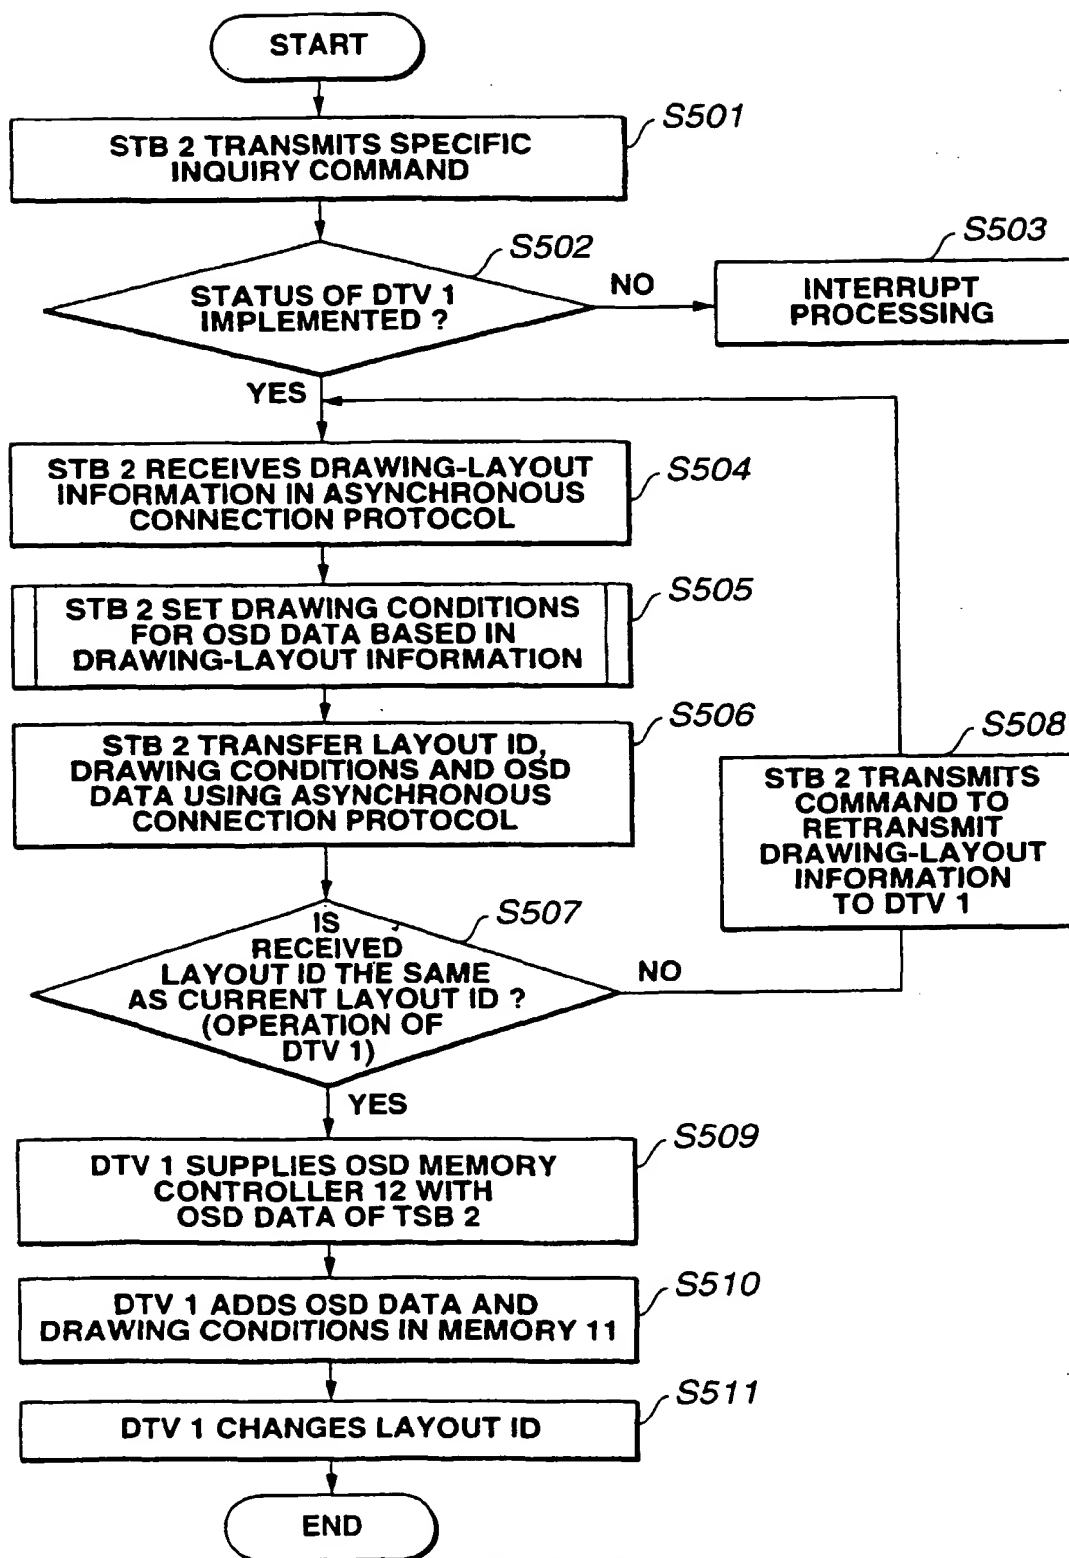 START
S501
STB 2 TRANSMITS SPECIFIC
INQUIRY COMMAND
S502
STATUS OF DTV 1
IMPLEMENTED ?
NO
S503
INTERRUPT
PROCESSING
YES
S504
STB 2 RECEIVES DRAWING-LAYOUT
INFORMATION IN ASYNCHRONOUS
CONNECTION PROTOCOL
S505
STB 2 SET DRAWING CONDITIONS
FOR OSD DATA BASED IN
DRAWING-LAYOUT INFORMATION
S506
STB 2 TRANSFER LAYOUT ID,
DRAWING CONDITIONS AND OSD
DATA USING ASYNCHRONOUS
CONNECTION PROTOCOL
S508
STB 2 TRANSMITS
COMMAND TO
RETRANSMIT
DRAWING-LAYOUT
INFORMATION
TO DTV 1
S507
IS
RECEIVED
LAYOUT ID THE SAME
AS CURRENT LAYOUT ID ?
(OPERATION OF
DTV 1)
NO
YES
S509
DTV 1 SUPPLIES OSD MEMORY
CONTROLLER 12 WITH
OSD DATA OF TSB 2
S510
DTV 1 ADDS OSD DATA AND
DRAWING CONDITIONS IN MEMORY 11
S511
DTV 1 CHANGES LAYOUT ID
END